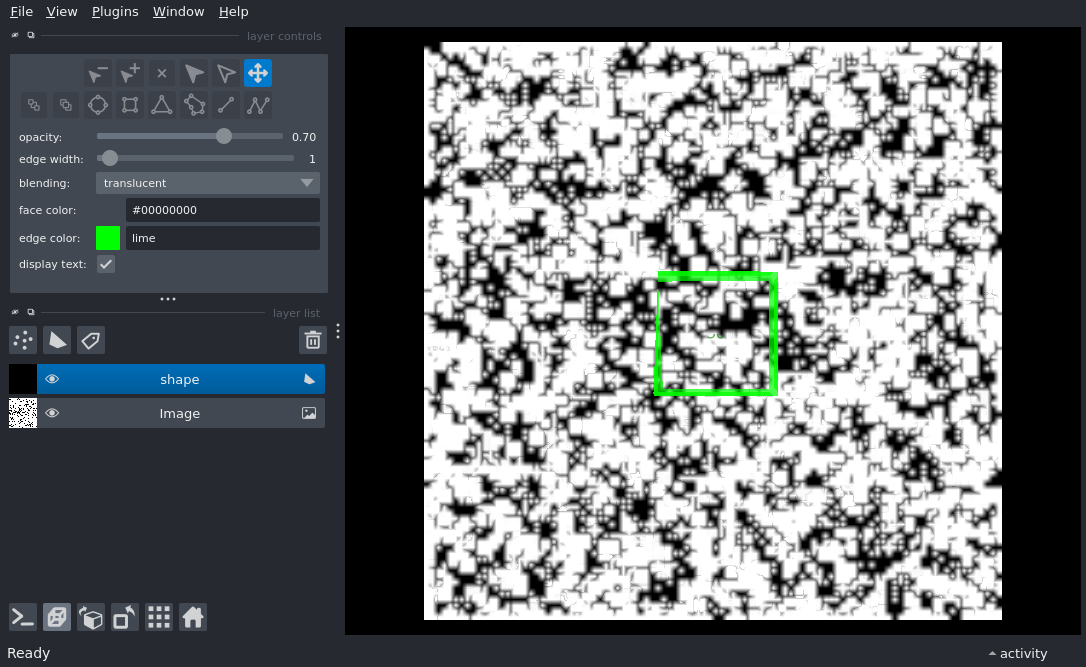 File View Plugins Window Help
layer controls
opacity: 0.70
edge width: 1
blending: translucent
face color: #00000000
edge color: lime
display text:
layer list
shape
Image
Ready
activity